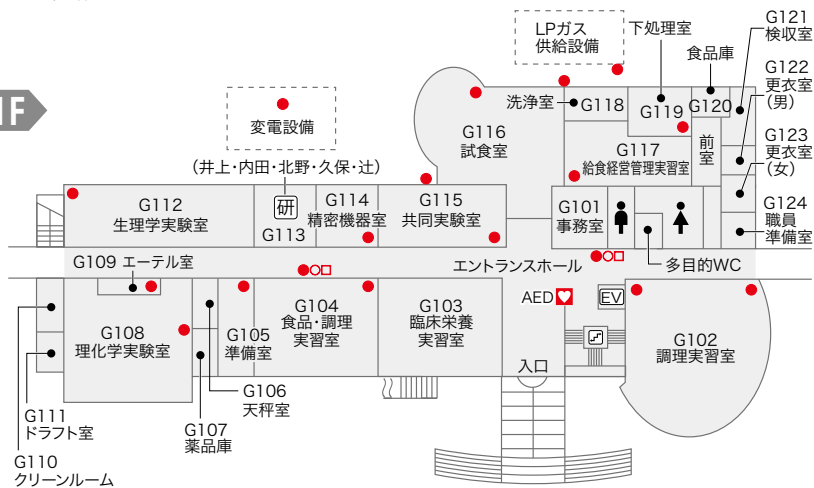 1F
変電設備
LPガス
供給設備
下処理室
食品庫
G121
検収室
G122
更衣室
(男)
G123
更衣室
(女)
G124
職員
準備室
洗浄室
G118
G119
G120
前
室
G116
試食室
G117
給食経営管理実習室
(井上・内田・北野・久保・辻)
研
G113
G112
生理学実験室
G114
精密機器室
G115
共同実験室
G101
事務室
多目的WC
エントランスホール
G109 エーテル室
AED
EV
G108
理化学実験室
G105
準備室
G104
食品・調理
実習室
G103
臨床栄養
実習室
G102
調理実習室
入口
G106
天秤室
G107
薬品庫
G111
ドラフト室
G110
クリーンルーム